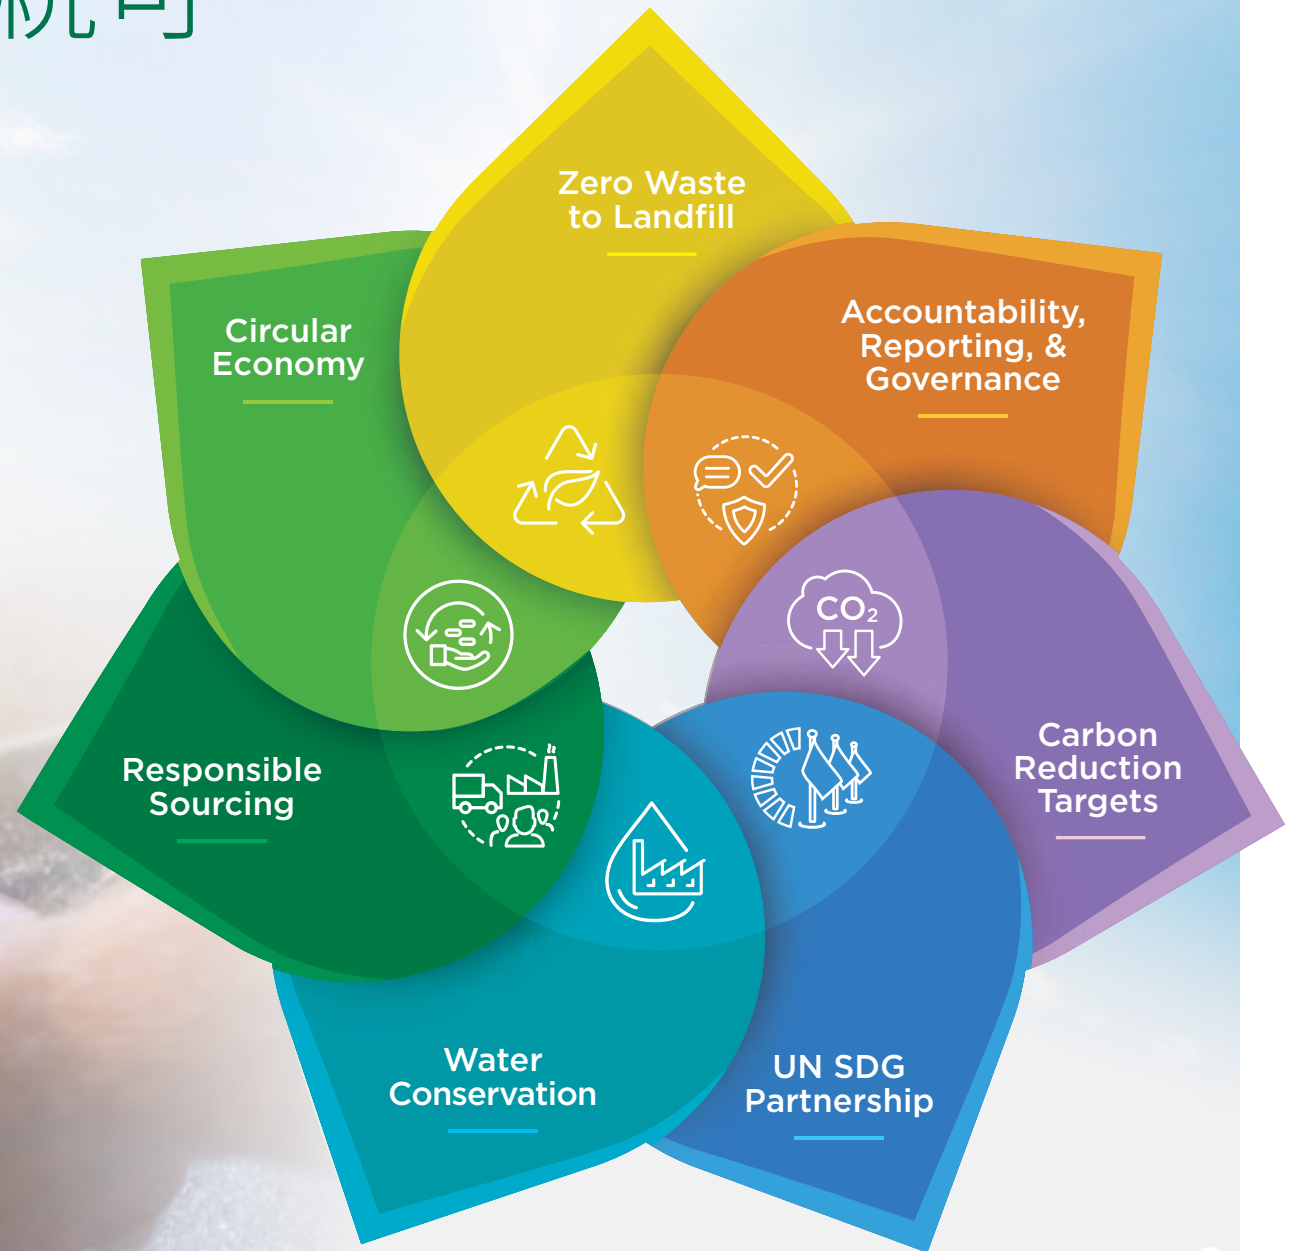 Zero Waste
to Landfill
Accountability,
Reporting, &
Governance
Circular
Economy
CO₂
Carbon
Reduction
Targets
Responsible
Sourcing
Water
Conservation
UN SDG
Partnership